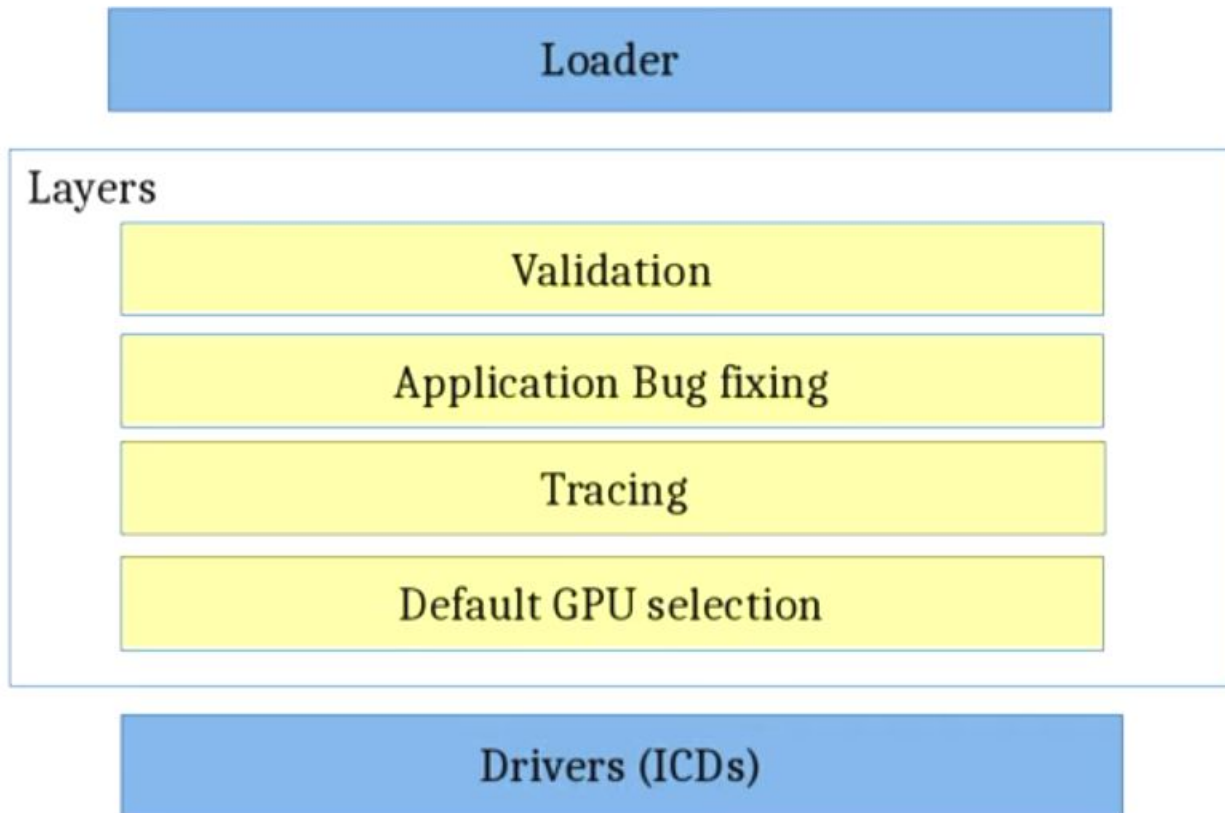 Loader
Layers
Validation
Application Bug fixing
Tracing
Default GPU selection
Drivers (ICDs)